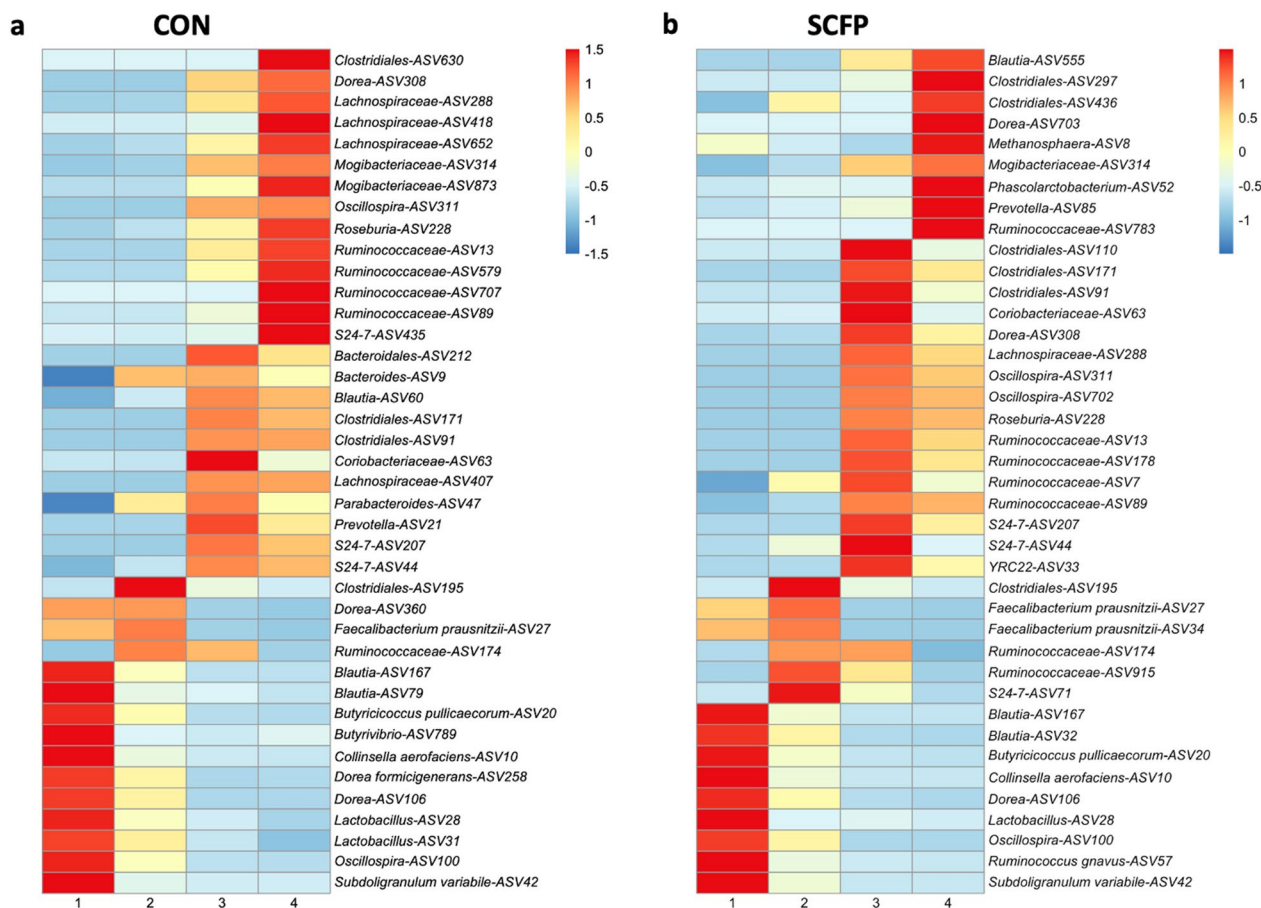 a
CON
Clostridiales-ASV630
Dorea-ASV308
Lachnospiraceae-ASV288
Lachnospiraceae-ASV418
Lachnospiraceae-ASV652
Mogibacteriaceae-ASV314
Mogibacteriaceae-ASV873
Oscillospira-ASV311
Roseburia-ASV228
Ruminococcaceae-ASV13
Ruminococcaceae-ASV579
Ruminococcaceae-ASV707
Ruminococcaceae-ASV89
S24-7-ASV435
Bacteroidales-ASV212
Bacteroides-ASV9
Blautia-ASV60
Clostridiales-ASV171
Clostridiales-ASV91
Coriobacteriaceae-ASV63
Lachnospiraceae-ASV407
Parabacteroides-ASV47
Prevotella-ASV21
S24-7-ASV207
S24-7-ASV44
Clostridiales-ASV195
Dorea-ASV360
Faecalibacterium prausnitzii-ASV27
Ruminococcaceae-ASV174
Blautia-ASV167
Blautia-ASV79
Butyricicoccus pullicaecorum-ASV20
Butyrivibrio-ASV789
Collinsella aerofaciens-ASV10
Dorea formicigenerans-ASV258
Dorea-ASV106
Lactobacillus-ASV28
Lactobacillus-ASV31
Oscillospira-ASV100
Subdoligranulum variabile-ASV42
1 2 3 4
1.5
1
0.5
0
-0.5
-1
-1.5
b
SCFP
Blautia-ASV555
Clostridiales-ASV297
Clostridiales-ASV436
Dorea-ASV703
Methanosphaera-ASV8
Mogibacteriaceae-ASV314
Phascolarctobacterium-ASV52
Prevotella-ASV85
Ruminococcaceae-ASV783
Clostridiales-ASV110
Clostridiales-ASV171
Clostridiales-ASV91
Coriobacteriaceae-ASV63
Dorea-ASV308
Lachnospiraceae-ASV288
Oscillospira-ASV311
Oscillospira-ASV702
Roseburia-ASV228
Ruminococcaceae-ASV13
Ruminococcaceae-ASV178
Ruminococcaceae-ASV7
Ruminococcaceae-ASV89
S24-7-ASV207
S24-7-ASV44
YRC22-ASV33
Clostridiales-ASV195
Faecalibacterium prausnitzii-ASV27
Faecalibacterium prausnitzii-ASV34
Ruminococcaceae-ASV174
Ruminococcaceae-ASV915
S24-7-ASV71
Blautia-ASV167
Blautia-ASV32
Butyricicoccus pullicaecorum-ASV20
Collinsella aerofaciens-ASV10
Dorea-ASV106
Lactobacillus-ASV28
Oscillospira-ASV100
Ruminococcus gnavus-ASV57
Subdoligranulum variabile-ASV42
1 2 3 4
1
0.5
0
-0.5
-1